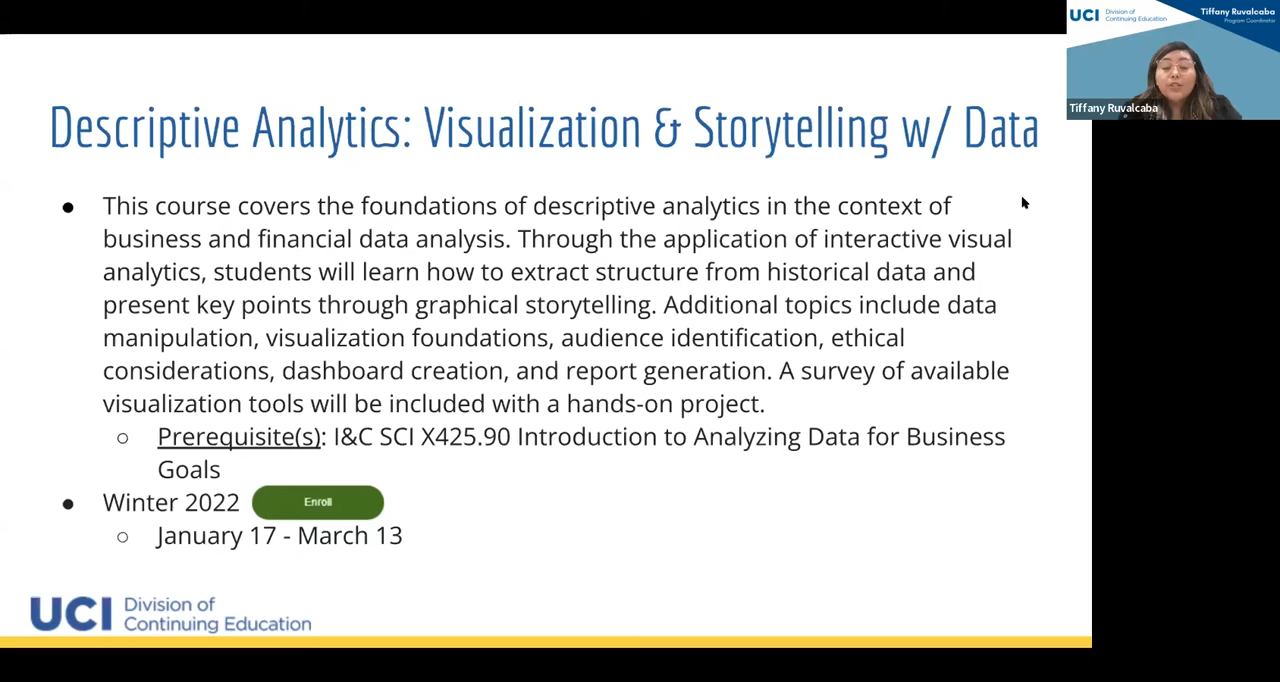 UCI Division of
Continuing Education
Tiffany Ruvalcaba
Program Coordinator
Tiffany Ruvalcaba
Descriptive Analytics: Visualization & Storytelling w/ Data
● This course covers the foundations of descriptive analytics in the context of
business and financial data analysis. Through the application of interactive visual
analytics, students will learn how to extract structure from historical data and
present key points through graphical storytelling. Additional topics include data
manipulation, visualization foundations, audience identification, ethical
considerations, dashboard creation, and report generation. A survey of available
visualization tools will be included with a hands-on project.
○ Prerequisite(s): I&C SCI X425.90 Introduction to Analyzing Data for Business
Goals
● Winter 2022 Enroll
○ January 17 - March 13
UCI Division of
Continuing Education